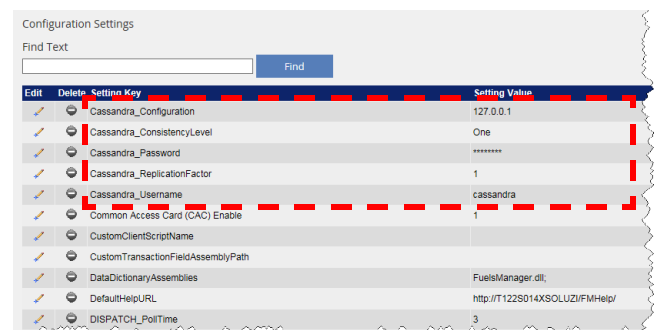 Configuration Settings
Find Text
Find
Edit Delete Setting Key Setting Value
Cassandra_Configuration 127.0.0.1
Cassandra_ConsistencyLevel One
Cassandra_Password ********
Cassandra_ReplicationFactor 1
Cassandra_Username cassandra
Common Access Card (CAC) Enable 1
CustomClientScriptName
CustomTransactionFieldAssemblyPath
DataDictionaryAssemblies FuelsManager.dll;
DefaultHelpURL http://T122S014XSOLUZI/FMHelp/
DISPATCH_PollTime 3